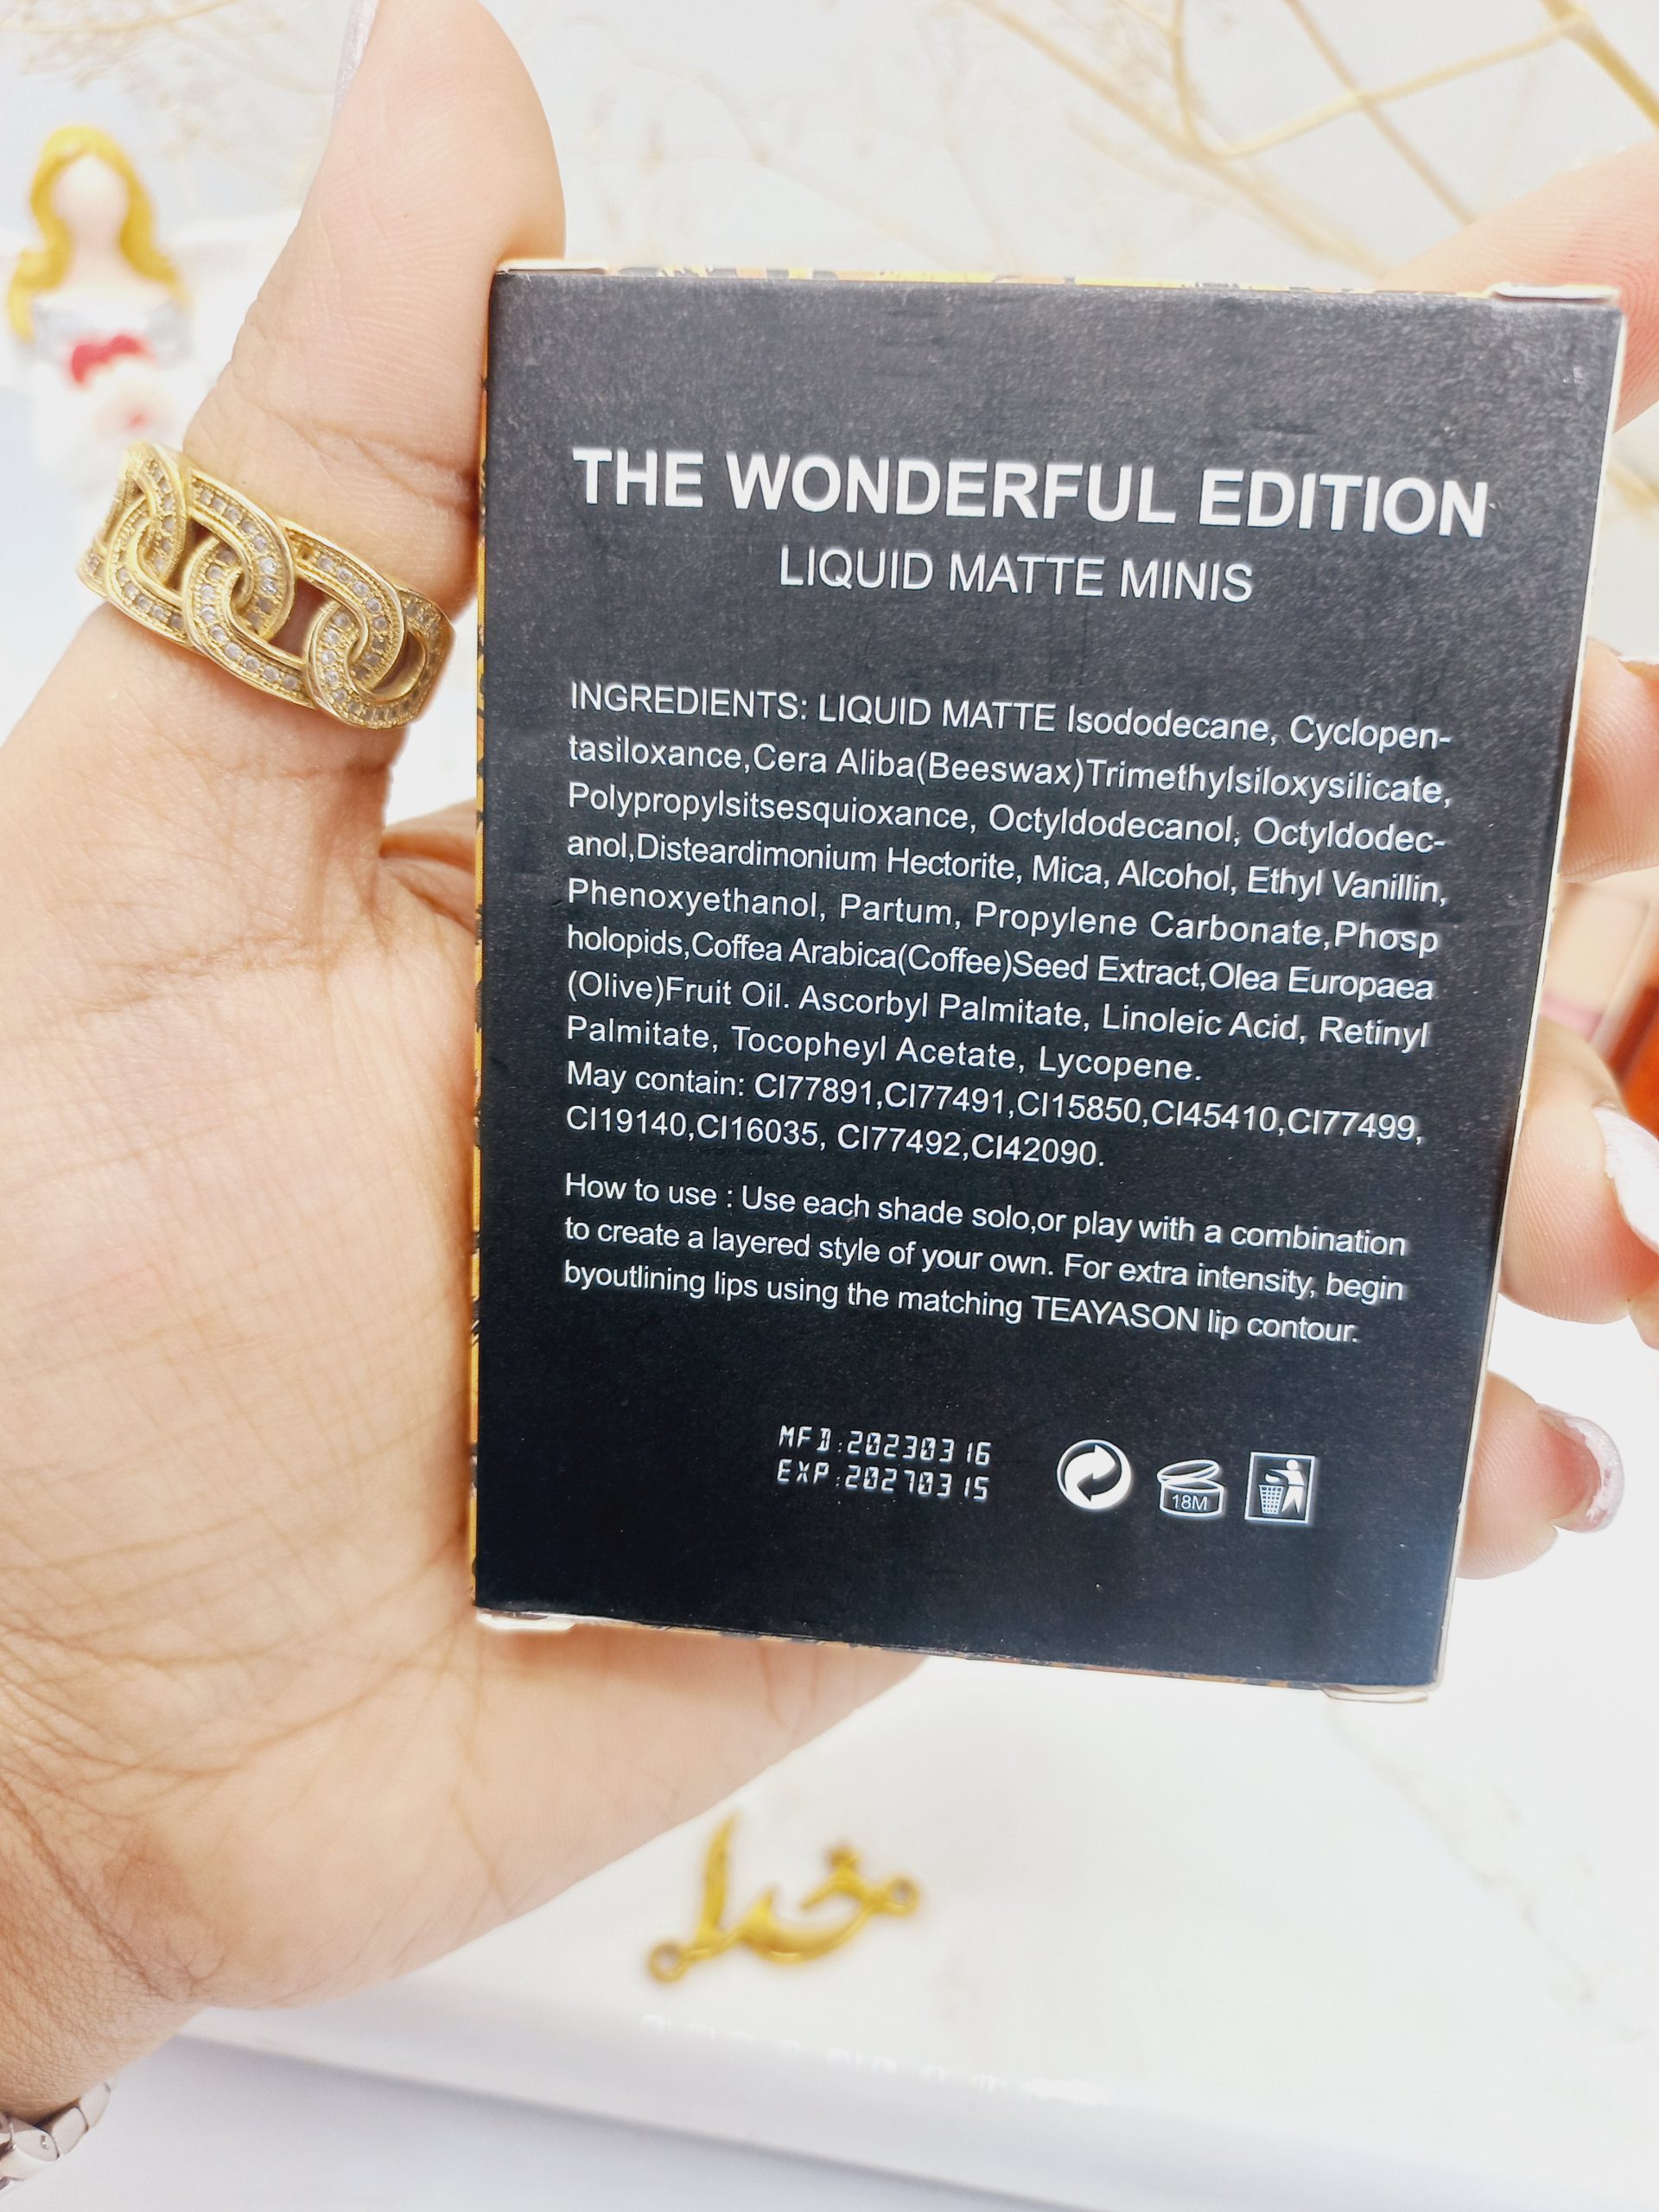 THE WONDERFUL EDITION
LIQUID MATTE MINIS
INGREDIENTS: LIQUID MATTE Isododecane, Cyclopen-
tasiloxance,Cera Aliba(Beeswax)Trimethylsiloxysilicate,
Polypropylsitsesquioxance, Octyldodecanol, Octyldodec-
anol,Disteardimonium Hectorite, Mica, Alcohol, Ethyl Vanillin,
Phenoxyethanol, Partum, Propylene Carbonate,Phosp
holopids,Coffea Arabica(Coffee)Seed Extract,Olea Europaea
(Olive)Fruit Oil. Ascorbyl Palmitate, Linoleic Acid, Retinyl
Palmitate, Tocopheyl Acetate, Lycopene.
May contain: CI77891,CI77491,CI15850,CI45410,CI77499,
CI19140,CI16035, CI77492,CI42090.
How to use : Use each shade solo,or play with a combination
to create a layered style of your own. For extra intensity, begin
byoutlining lips using the matching TEAYASON lip contour.
MFD:20230316
EXP:20270315
18M
خدا